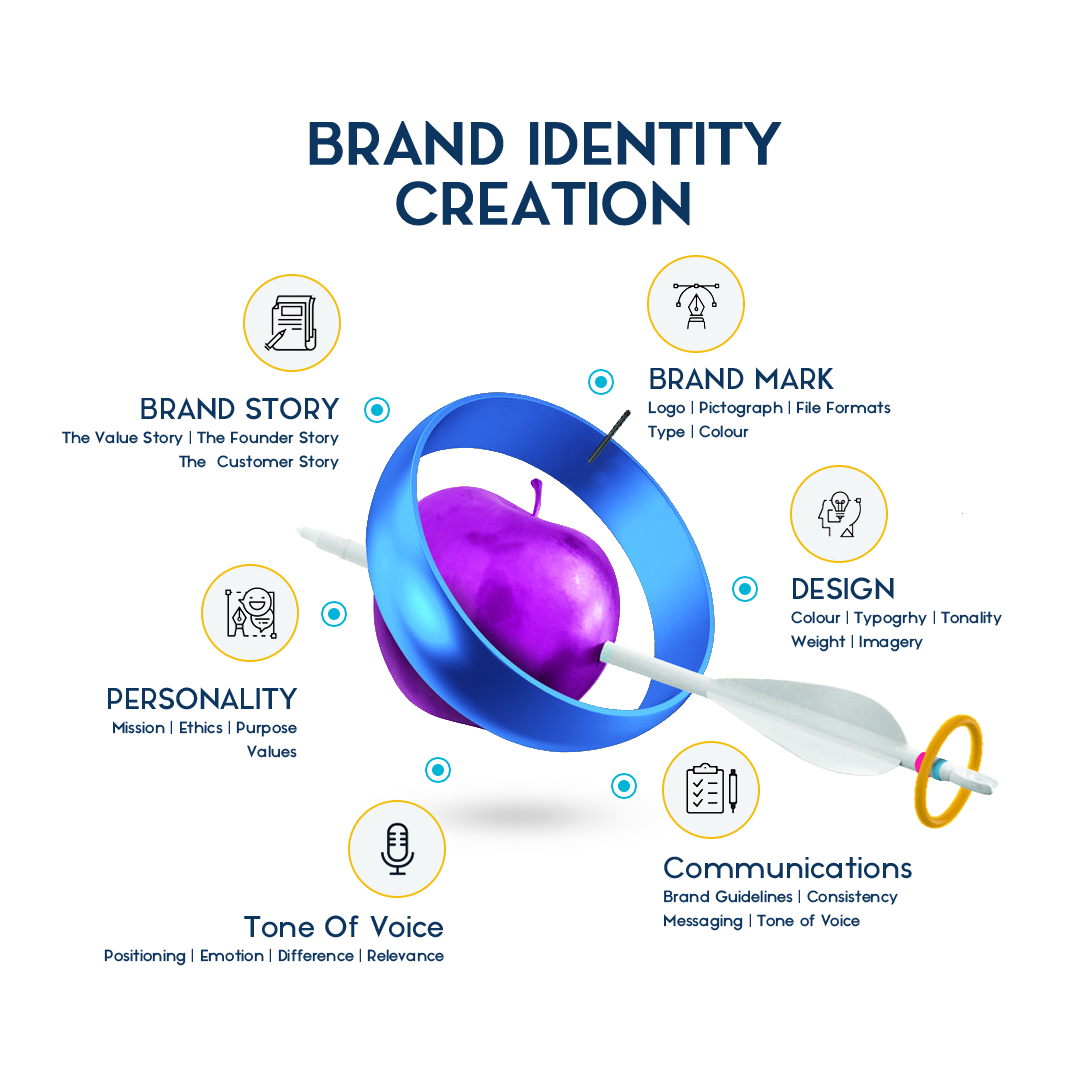 BRAND IDENTITY
CREATION
BRAND STORY
The Value Story | The Founder Story
The Customer Story
BRAND MARK
Logo | Pictograph | File Formats
Type | Colour
DESIGN
Colour | Typogrhy | Tonality
Weight | Imagery
PERSONALITY
Mission | Ethics | Purpose
Values
Communications
Brand Guidelines | Consistency
Messaging | Tone of Voice
Tone Of Voice
Positioning | Emotion | Difference | Relevance